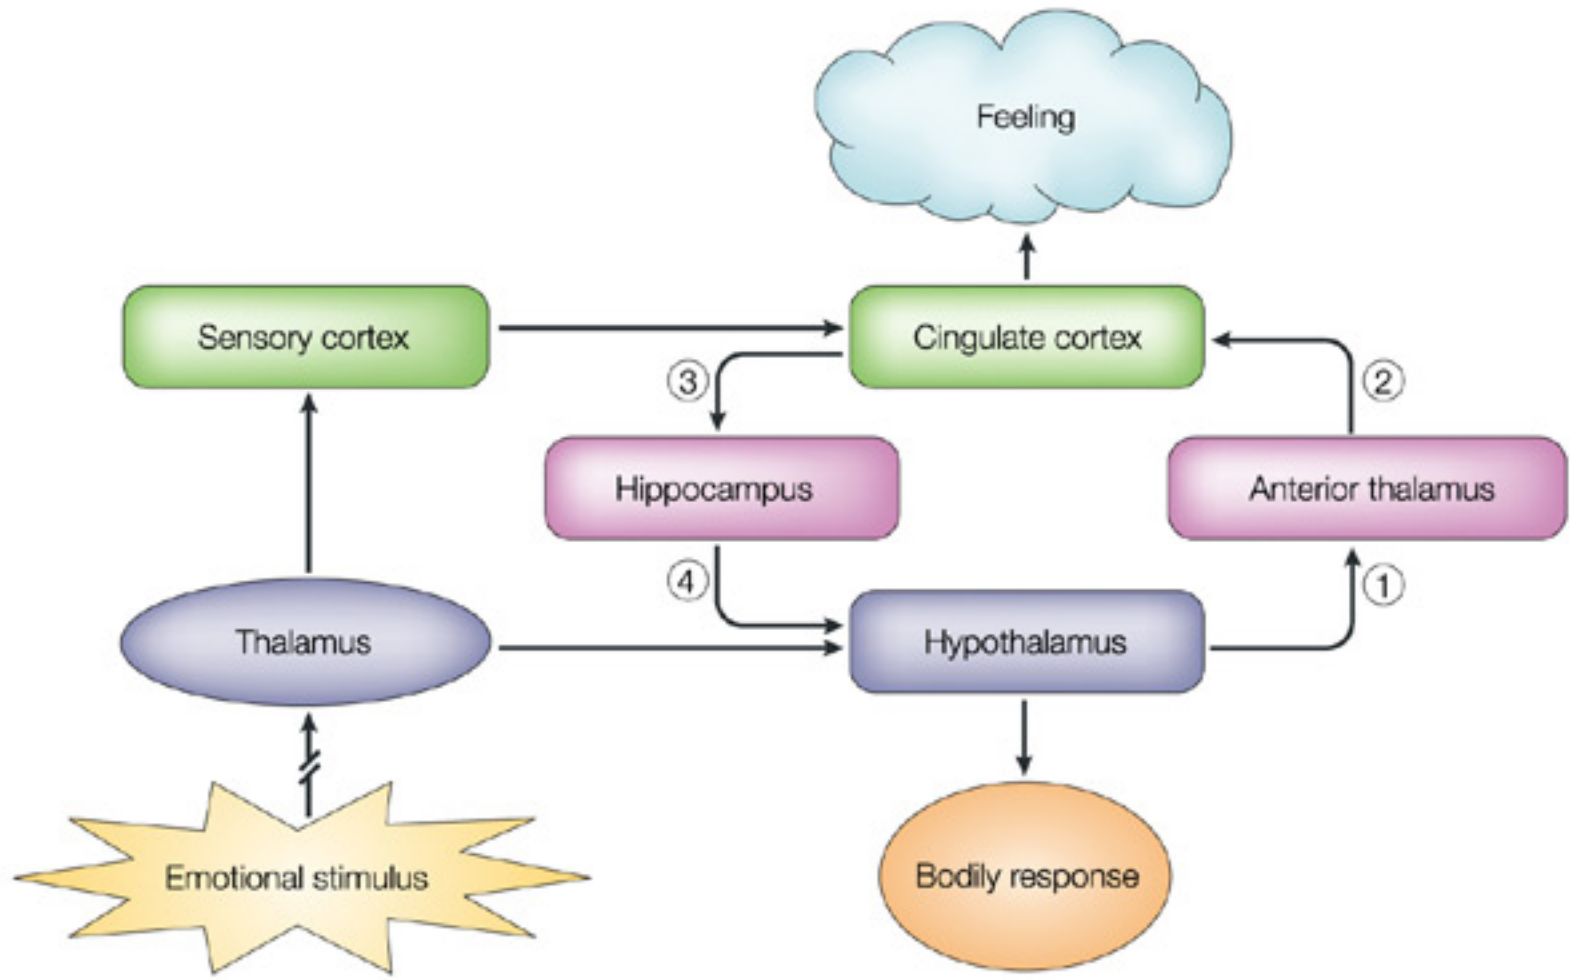 Feeling
Sensory cortex
Cingulate cortex
③
②
Hippocampus
Anterior thalamus
④
①
Thalamus
Hypothalamus
Emotional stimulus
Bodily response